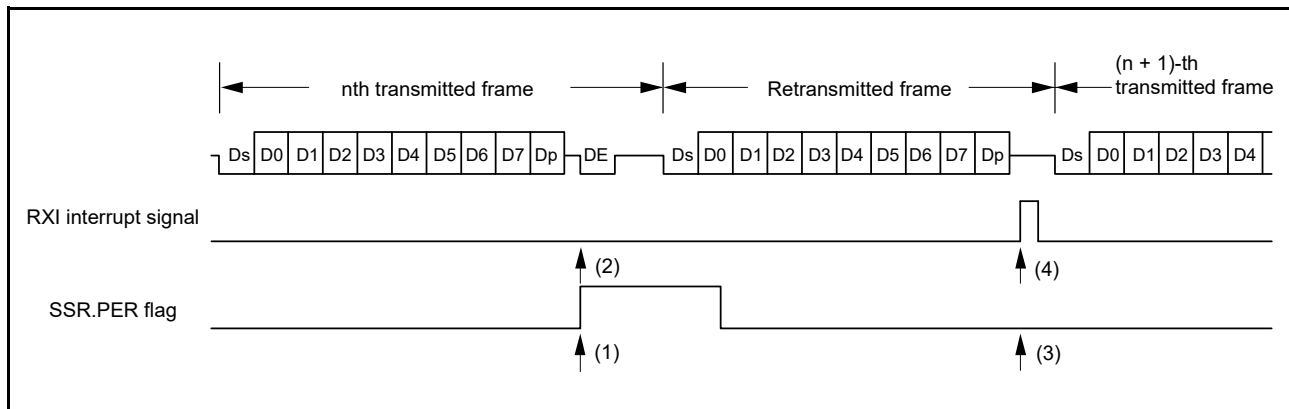 nth transmitted frame
Retransmitted frame
(n + 1)-th
transmitted frame
Ds D0 D1 D2 D3 D4 D5 D6 D7 Dp DE Ds D0 D1 D2 D3 D4 D5 D6 D7 Dp Ds D0 D1 D2 D3 D4
RXI interrupt signal
(2)
(4)
SSR.PER flag
(1)
(3)